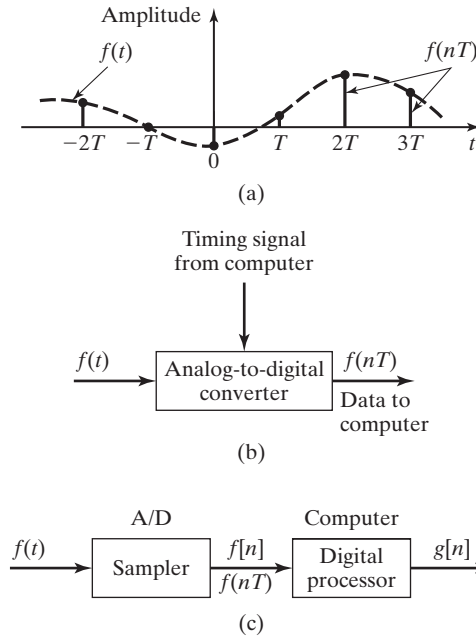 Amplitude
f(t)
f(nT)
−2T −T 0 T 2T 3T t
(a)
Timing signal
from computer
f(t)
Analog-to-digital
converter
f(nT)
Data to
computer
(b)
A/D
Computer
f(t)
Sampler
f[n]
f(nT)
Digital
processor
g[n]
(c)